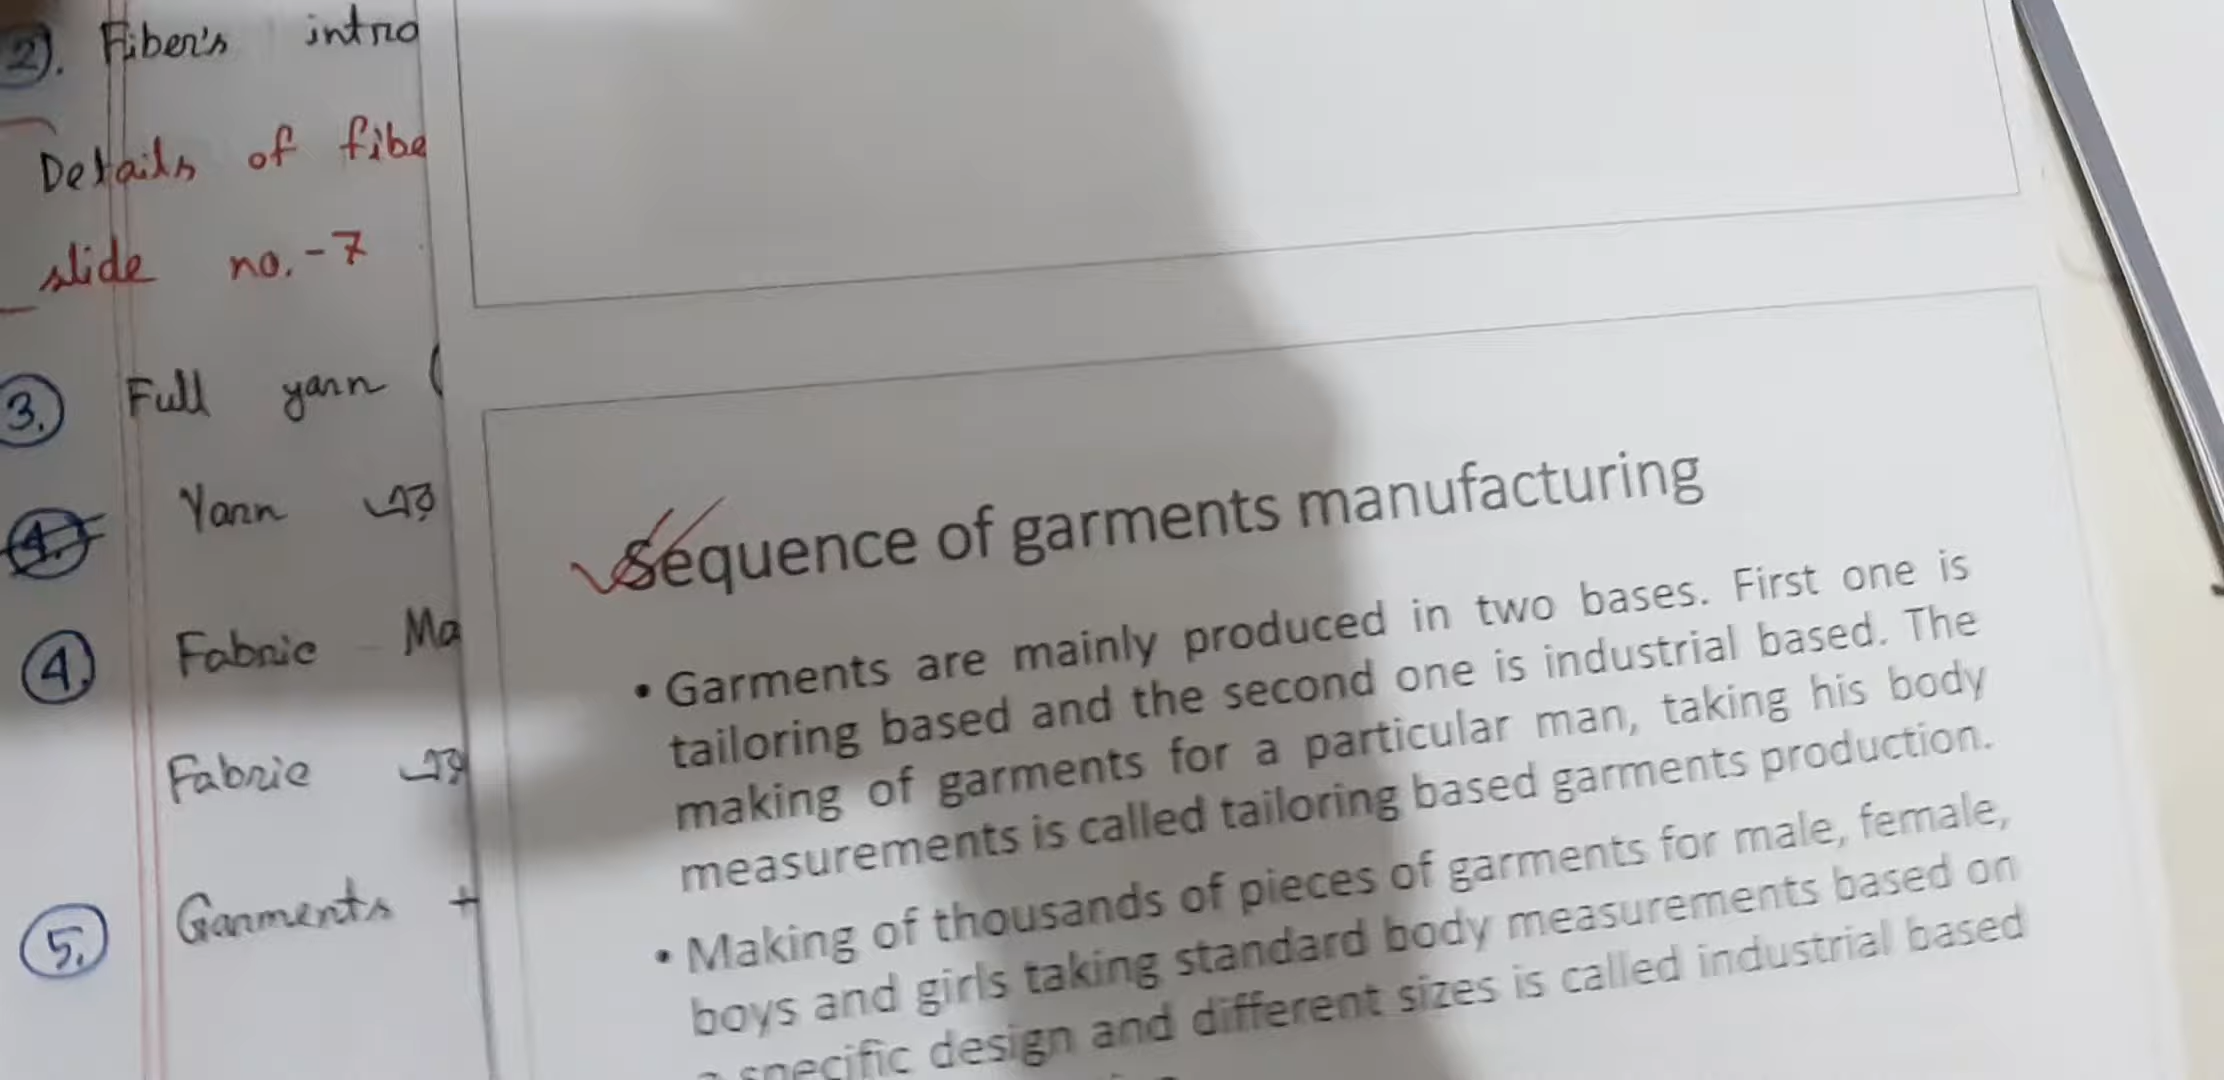 2). Fiber's intro
Details of fibe
slide no.-7
3. Full yarn (
Yarn এর
4. Fabric Ma
Fabric এর
5. Garments +
Sequence of garments manufacturing
• Garments are mainly produced in two bases. First one is
tailoring based and the second one is industrial based. The
making of garments for a particular man, taking his body
measurements is called tailoring based garments production.
• Making of thousands of pieces of garments for male, female,
boys and girls taking standard body measurements based on
a specific design and different sizes is called industrial based